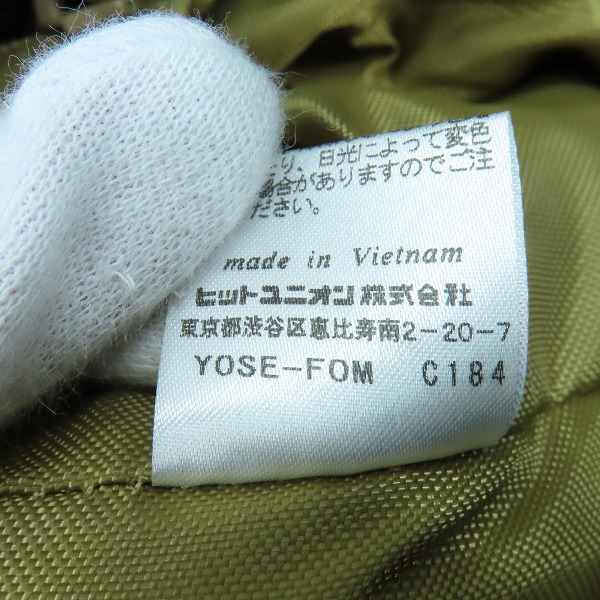 り、日光によって変色
場合がありますのでご注
ださい。
made in Vietnam
ヒットユニオン株式会社
東京都渋谷区恵比寿南2-20-7
YOSE-FOM C184